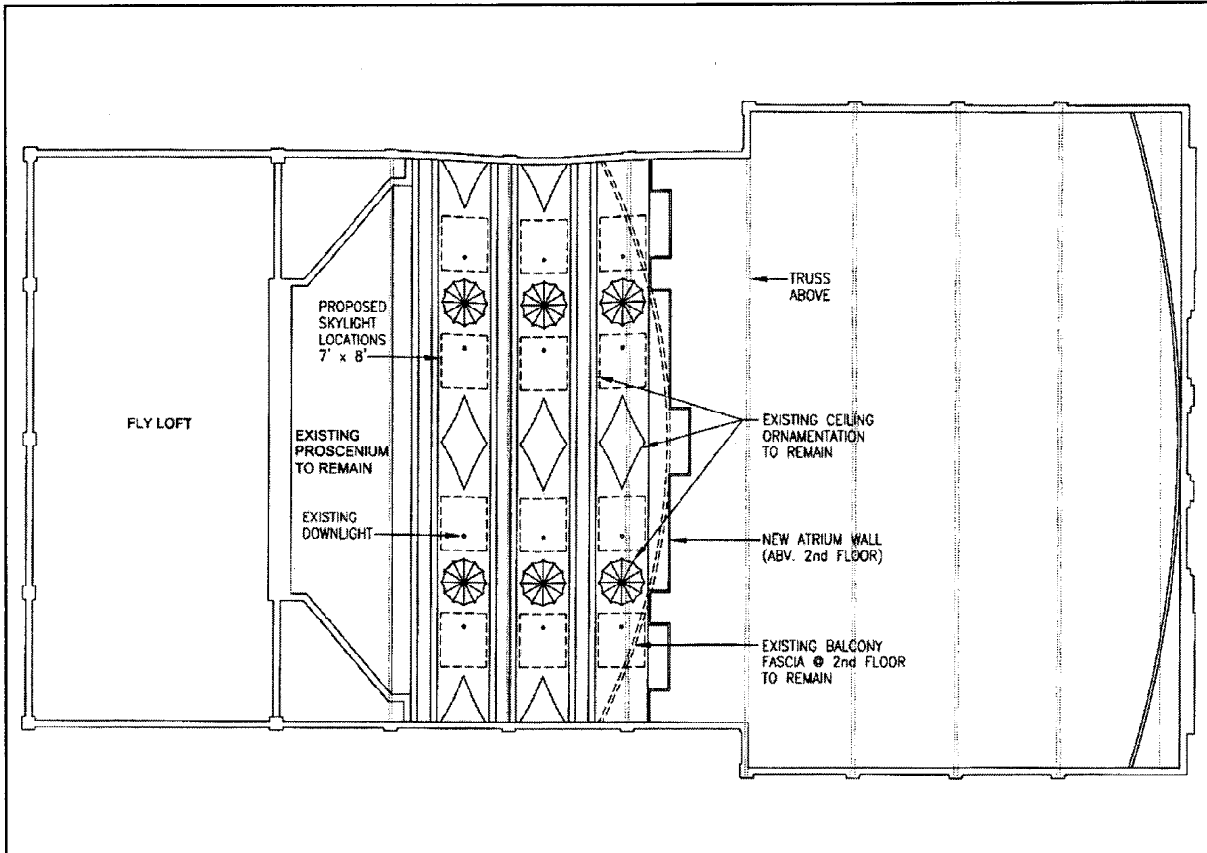 PROPOSED
SKYLIGHT
LOCATIONS
7' x 8'
TRUSS
ABOVE
FLY LOFT
EXISTING
PROSCENIUM
TO REMAIN
EXISTING CEILING
ORNAMENTATION
TO REMAIN
EXISTING
DOWNLIGHT
NEW ATRIUM WALL
(ABV. 2nd FLOOR)
EXISTING BALCONY
FASCIA @ 2nd FLOOR
TO REMAIN